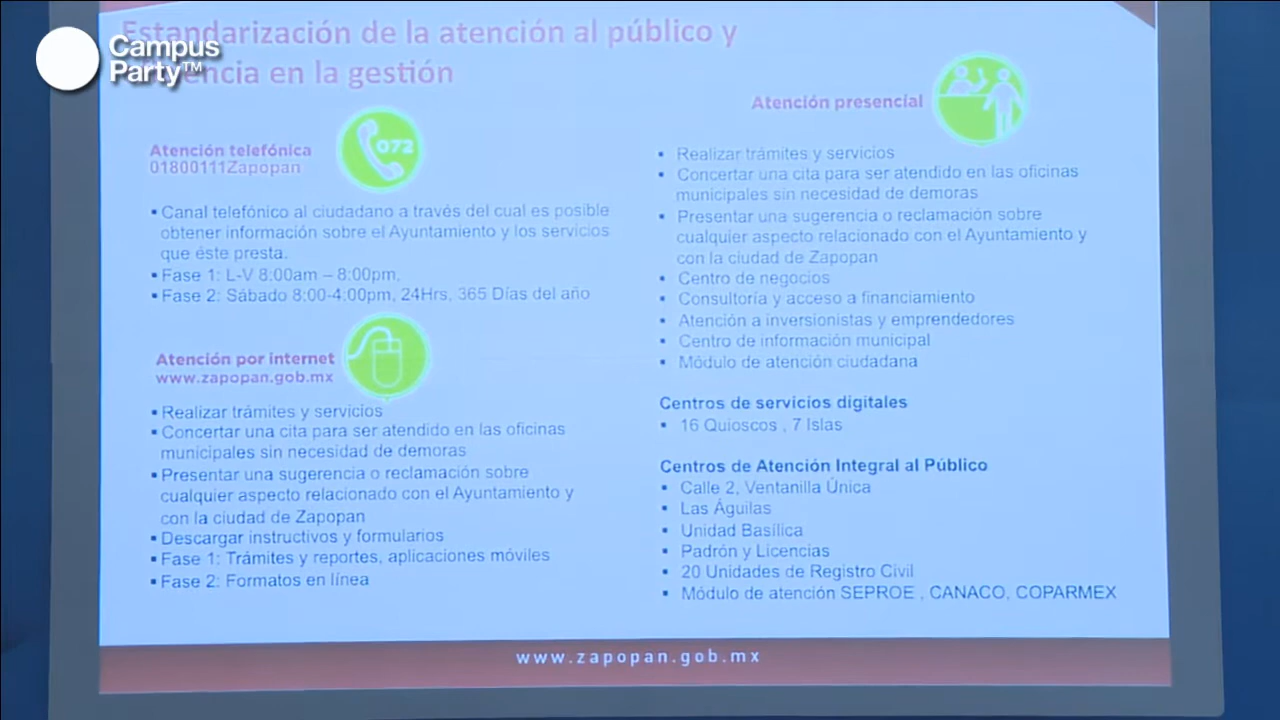 Campus
Party™
Estandarización de la atención al público y
encia en la gestión
Atención telefónica
01800111Zapopan
072
▪ Canal telefónico al ciudadano a través del cual es posible
obtener información sobre el Ayuntamiento y los servicios
que éste presta.
▪ Fase 1: L-V 8:00am – 8:00pm,
▪ Fase 2: Sábado 8:00-4:00pm, 24Hrs, 365 Días del año
Atención por internet
www.zapopan.gob.mx
▪ Realizar trámites y servicios
▪ Concertar una cita para ser atendido en las oficinas
municipales sin necesidad de demoras
▪ Presentar una sugerencia o reclamación sobre
cualquier aspecto relacionado con el Ayuntamiento y
con la ciudad de Zapopan
▪ Descargar instructivos y formularios
▪ Fase 1: Trámites y reportes, aplicaciones móviles
▪ Fase 2: Formatos en línea
Atención presencial
• Realizar trámites y servicios
• Concertar una cita para ser atendido en las oficinas
municipales sin necesidad de demoras
• Presentar una sugerencia o reclamación sobre
cualquier aspecto relacionado con el Ayuntamiento y
con la ciudad de Zapopan
• Centro de negocios
• Consultoría y acceso a financiamiento
• Atención a inversionistas y emprendedores
• Centro de información municipal
• Módulo de atención ciudadana
Centros de servicios digitales
• 16 Quioscos , 7 Islas
Centros de Atención Integral al Público
• Calle 2, Ventanilla Única
• Las Águilas
• Unidad Basílica
• Padrón y Licencias
• 20 Unidades de Registro Civil
• Módulo de atención SEPROE , CANACO, COPARMEX
www.zapopan.gob.mx